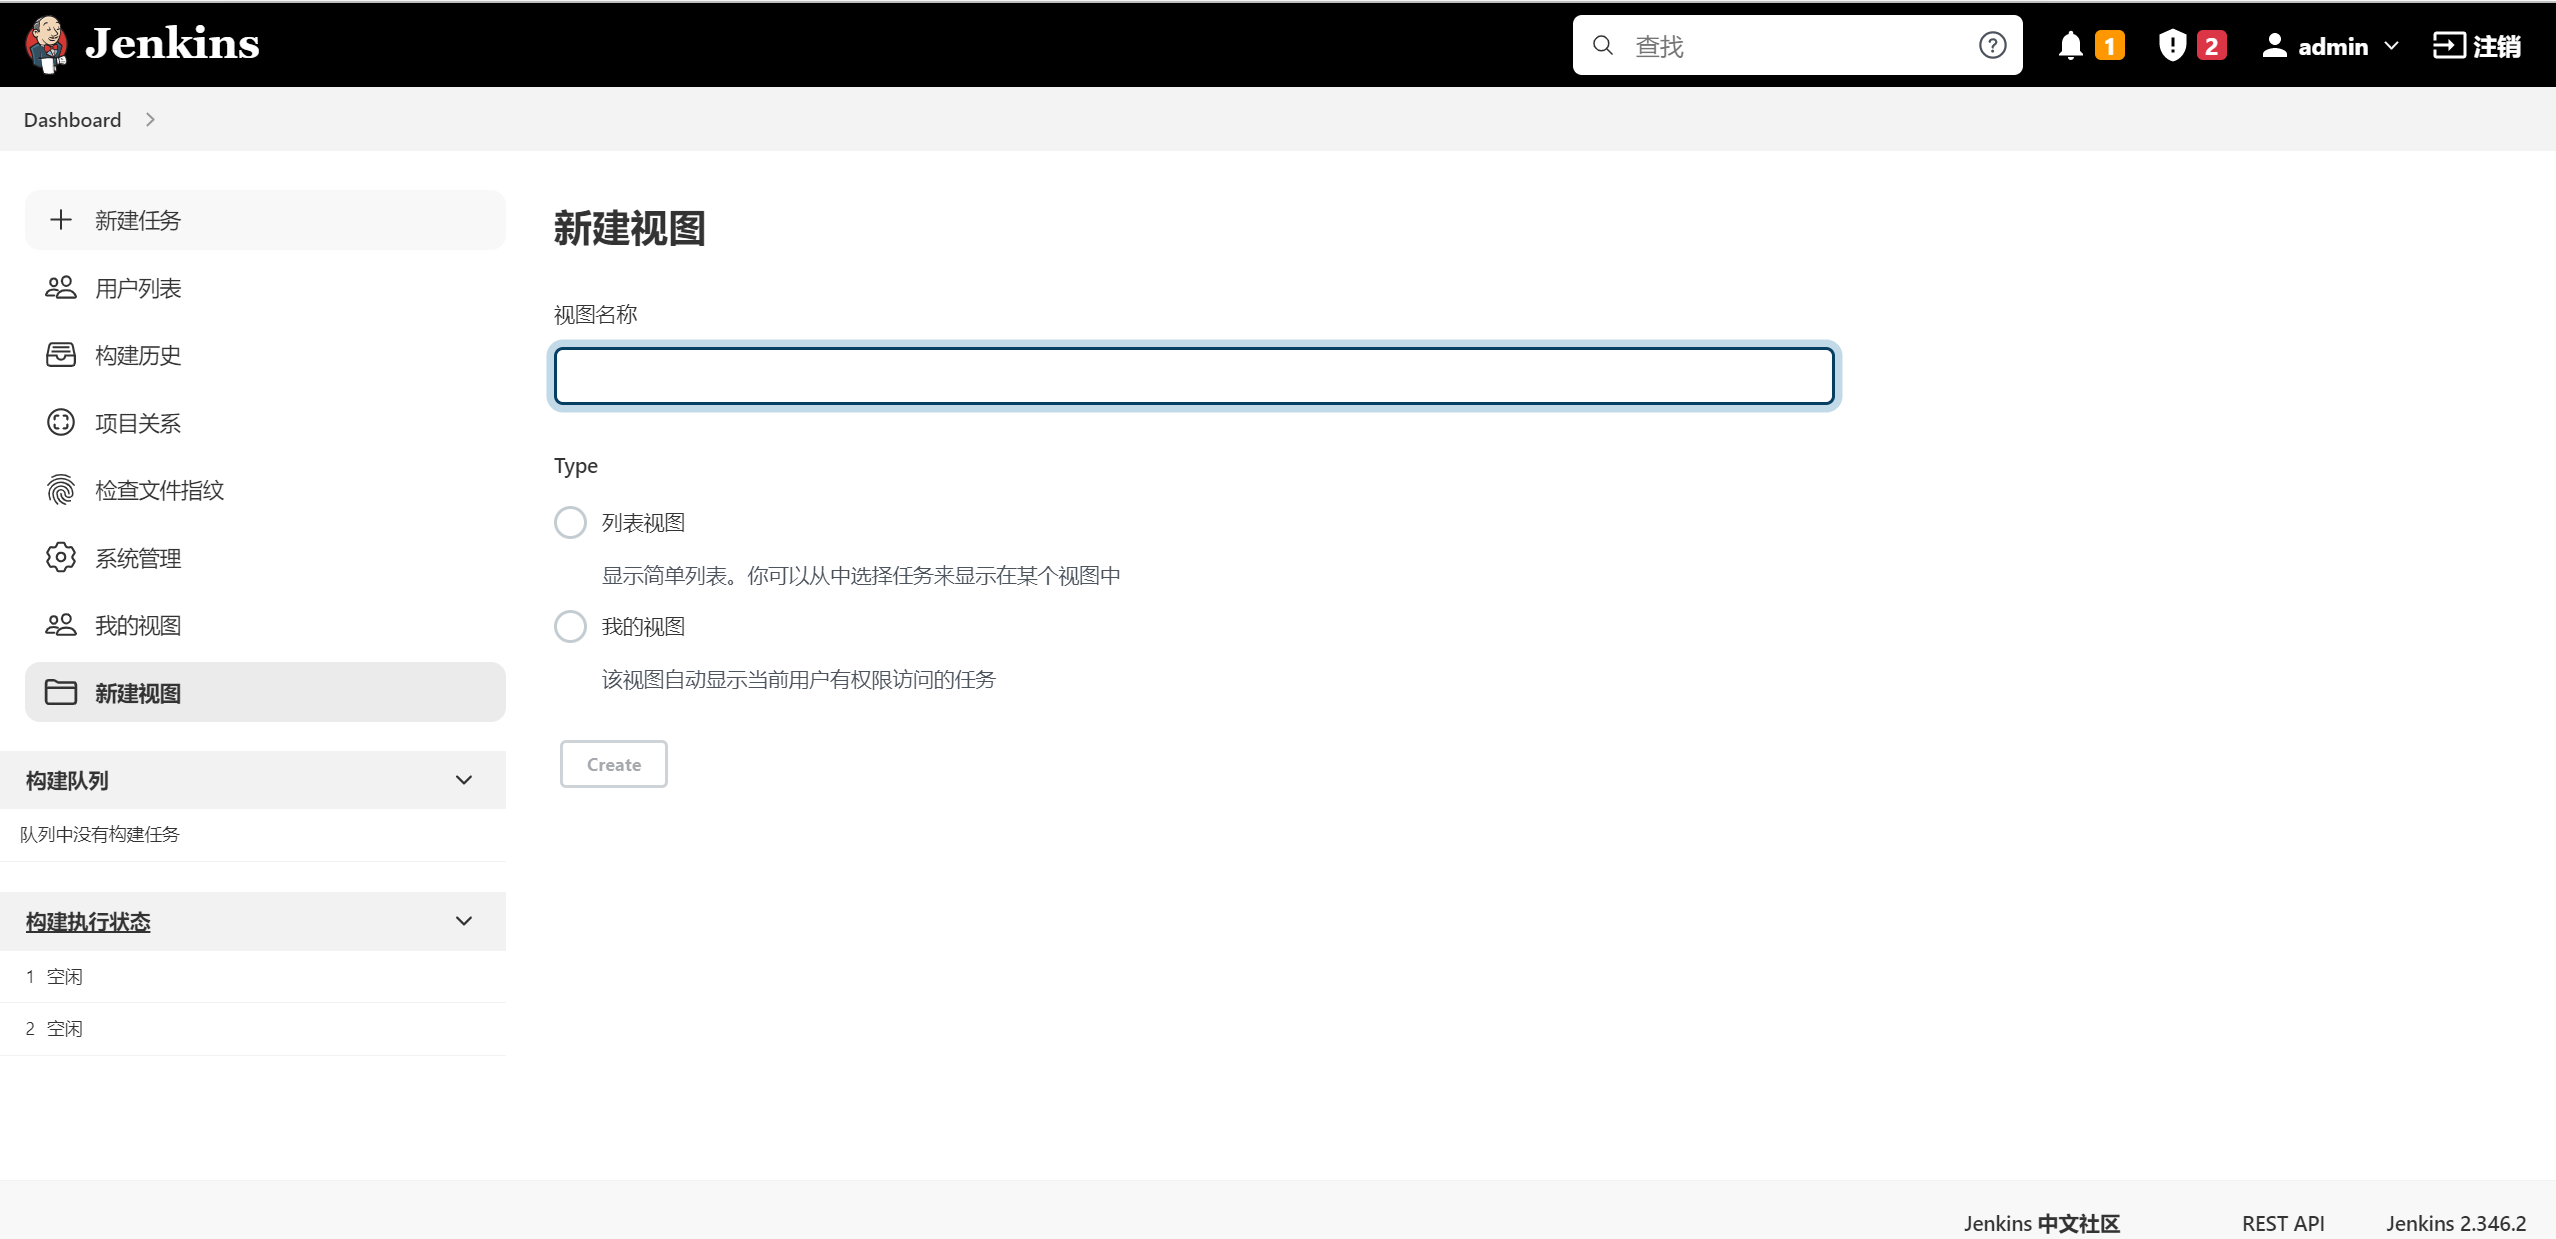 Jenkins
查找
1
2
admin
注销
Dashboard
新建任务
用户列表
构建历史
项目关系
检查文件指纹
系统管理
我的视图
新建视图
构建队列
队列中没有构建任务
构建执行状态
1 空闲
2 空闲
新建视图
视图名称
Type
列表视图
显示简单列表。你可以从中选择任务来显示在某个视图中
我的视图
该视图自动显示当前用户有权限访问的任务
Create
Jenkins 中文社区
REST API
Jenkins 2.346.2